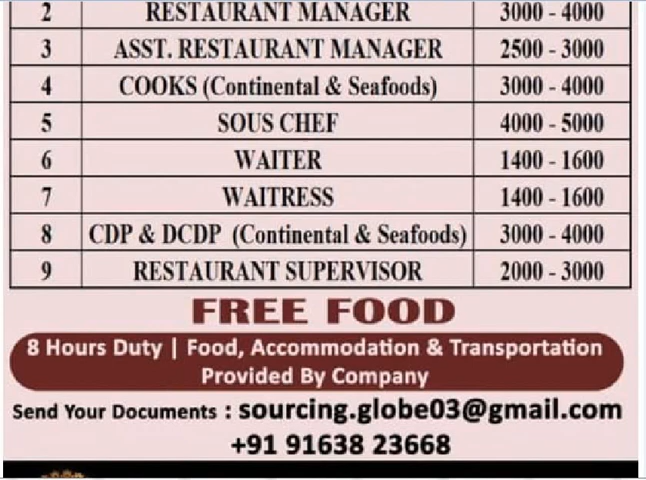 2 RESTAURANT MANAGER 3000 - 4000
3 ASST. RESTAURANT MANAGER 2500 - 3000
4 COOKS (Continental & Seafoods) 3000 - 4000
5 SOUS CHEF 4000 - 5000
6 WAITER 1400 - 1600
7 WAITRESS 1400 - 1600
8 CDP & DCDP (Continental & Seafoods) 3000 - 4000
9 RESTAURANT SUPERVISOR 2000 - 3000
FREE FOOD
8 Hours Duty | Food, Accommodation & Transportation
Provided By Company
Send Your Documents : sourcing.globe03@gmail.com
+91 91638 23668